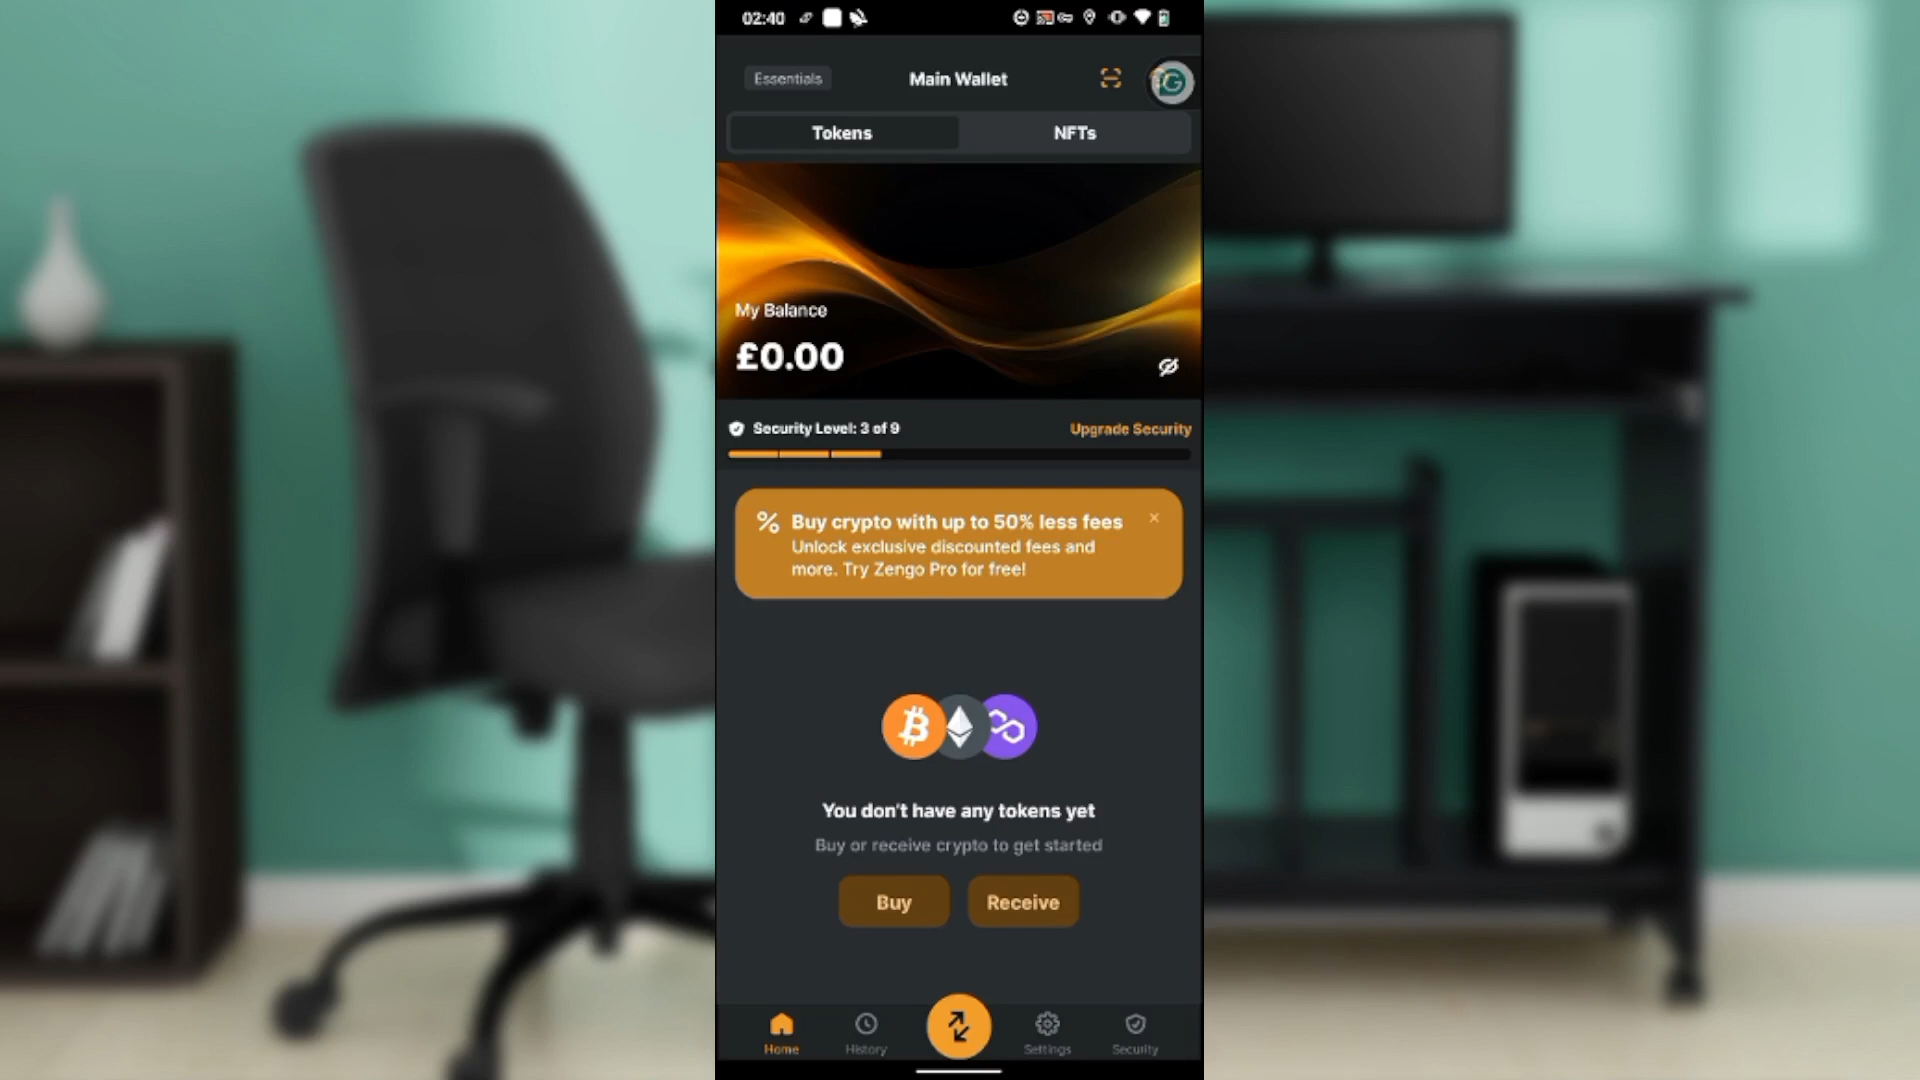 02:40
Essentials
Main Wallet
Tokens
NFTs
My Balance
£0.00
Security Level: 3 of 9
Upgrade Security
Buy crypto with up to 50% less fees
Unlock exclusive discounted fees and
more. Try Zengo Pro for free!
You don't have any tokens yet
Buy or receive crypto to get started
Buy
Receive
Home
History
Settings
Security